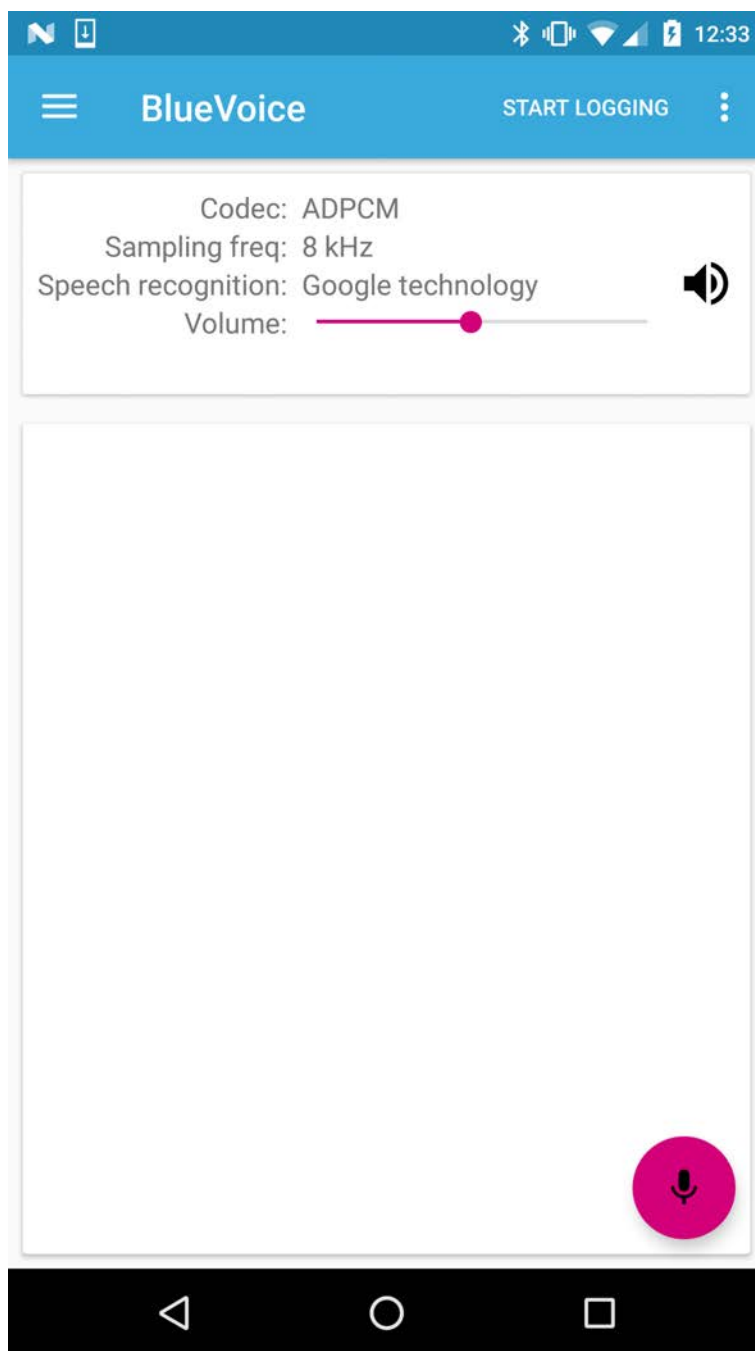 12:33
BlueVoice START LOGGING
Codec: ADPCM
Sampling freq: 8 kHz
Speech recognition: Google technology
Volume: